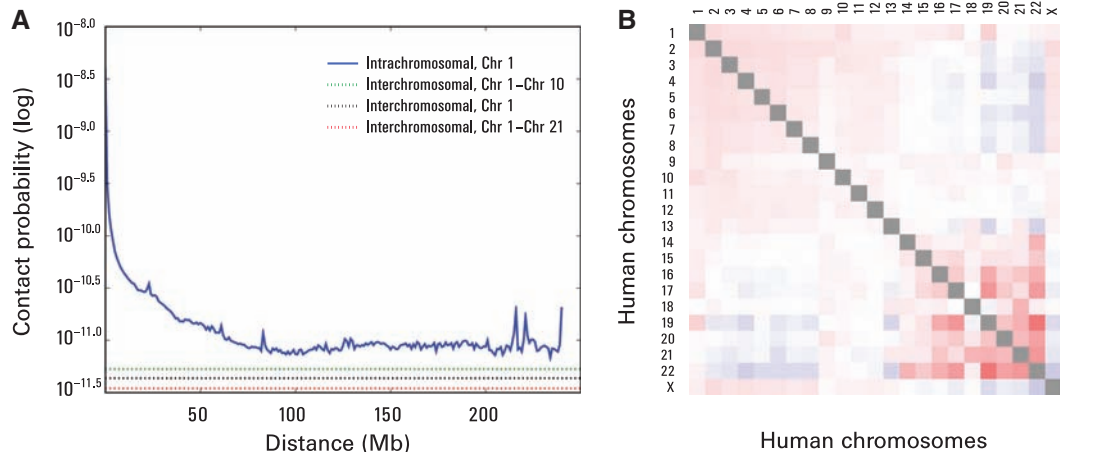 A
10−8.0
10−8.5
10−9.0
10−9.5
10−10.0
10−10.5
10−11.0
10−11.5
Contact probability (log)
Intrachromosomal, Chr 1
Interchromosomal, Chr 1–Chr 10
Interchromosomal, Chr 1
Interchromosomal, Chr 1–Chr 21
50 100 150 200
Distance (Mb)
B
1 2 3 4 5 6 7 8 9 10 11 12 13 14 15 16 17 18 19 20 21 22 X
Human chromosomes
1
2
3
4
5
6
7
8
9
10
11
12
13
14
15
16
17
18
19
20
21
22
X
Human chromosomes